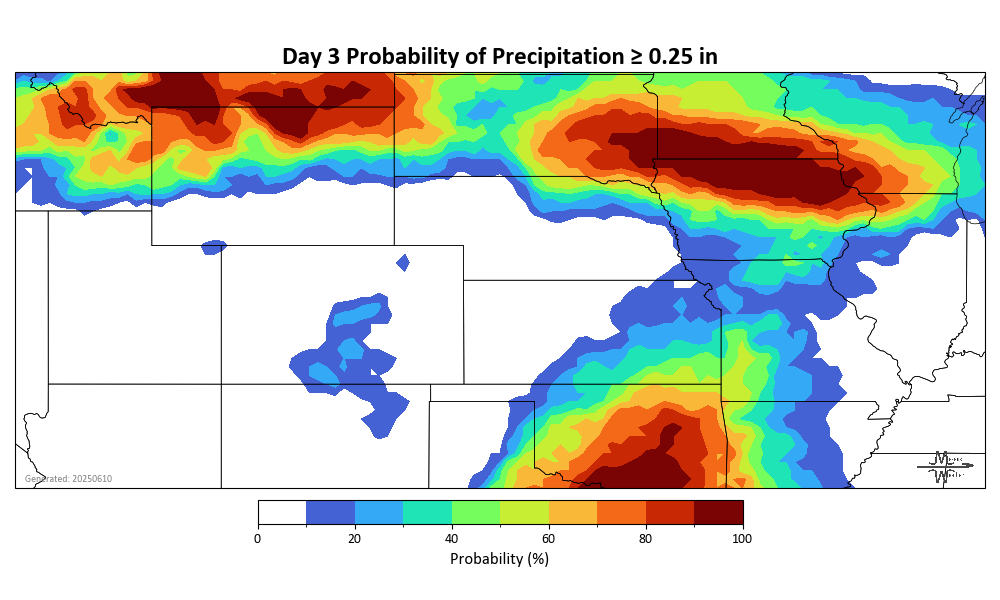 Day 3 Probability of Precipitation ≥ 0.25 in
Generated: 20250610
0 20 40 60 80 100
Probability (%)